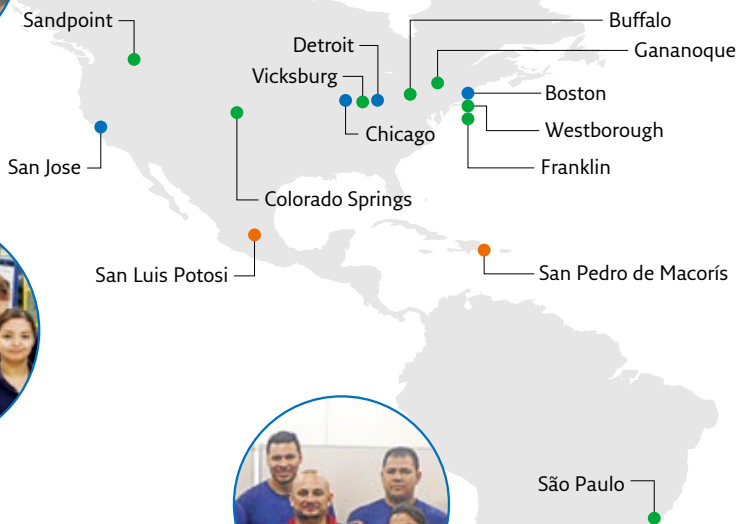 Sandpoint
Buffalo
Detroit
Gananoque
Vicksburg
Boston
Chicago
Westborough
San Jose
Franklin
Colorado Springs
San Luis Potosi
San Pedro de Macorís
São Paulo